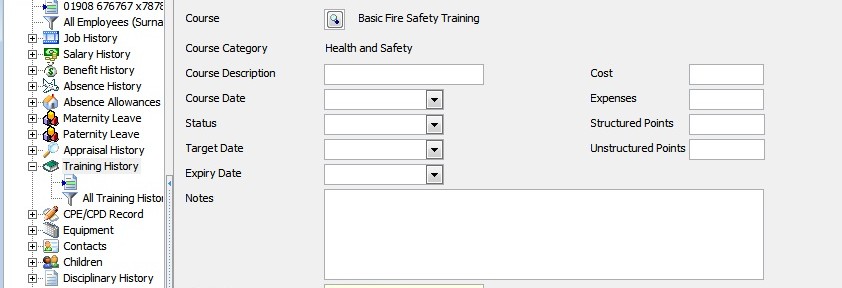 01908 676767 x787
All Employees (Surna
Job History
Salary History
Benefit History
Absence History
Absence Allowances
Maternity Leave
Paternity Leave
Appraisal History
Training History
All Training Histor
CPE/CPD Record
Equipment
Contacts
Children
Disciplinary History
Course Basic Fire Safety Training
Course Category Health and Safety
Course Description Cost
Course Date Expenses
Status Structured Points
Target Date Unstructured Points
Expiry Date
Notes